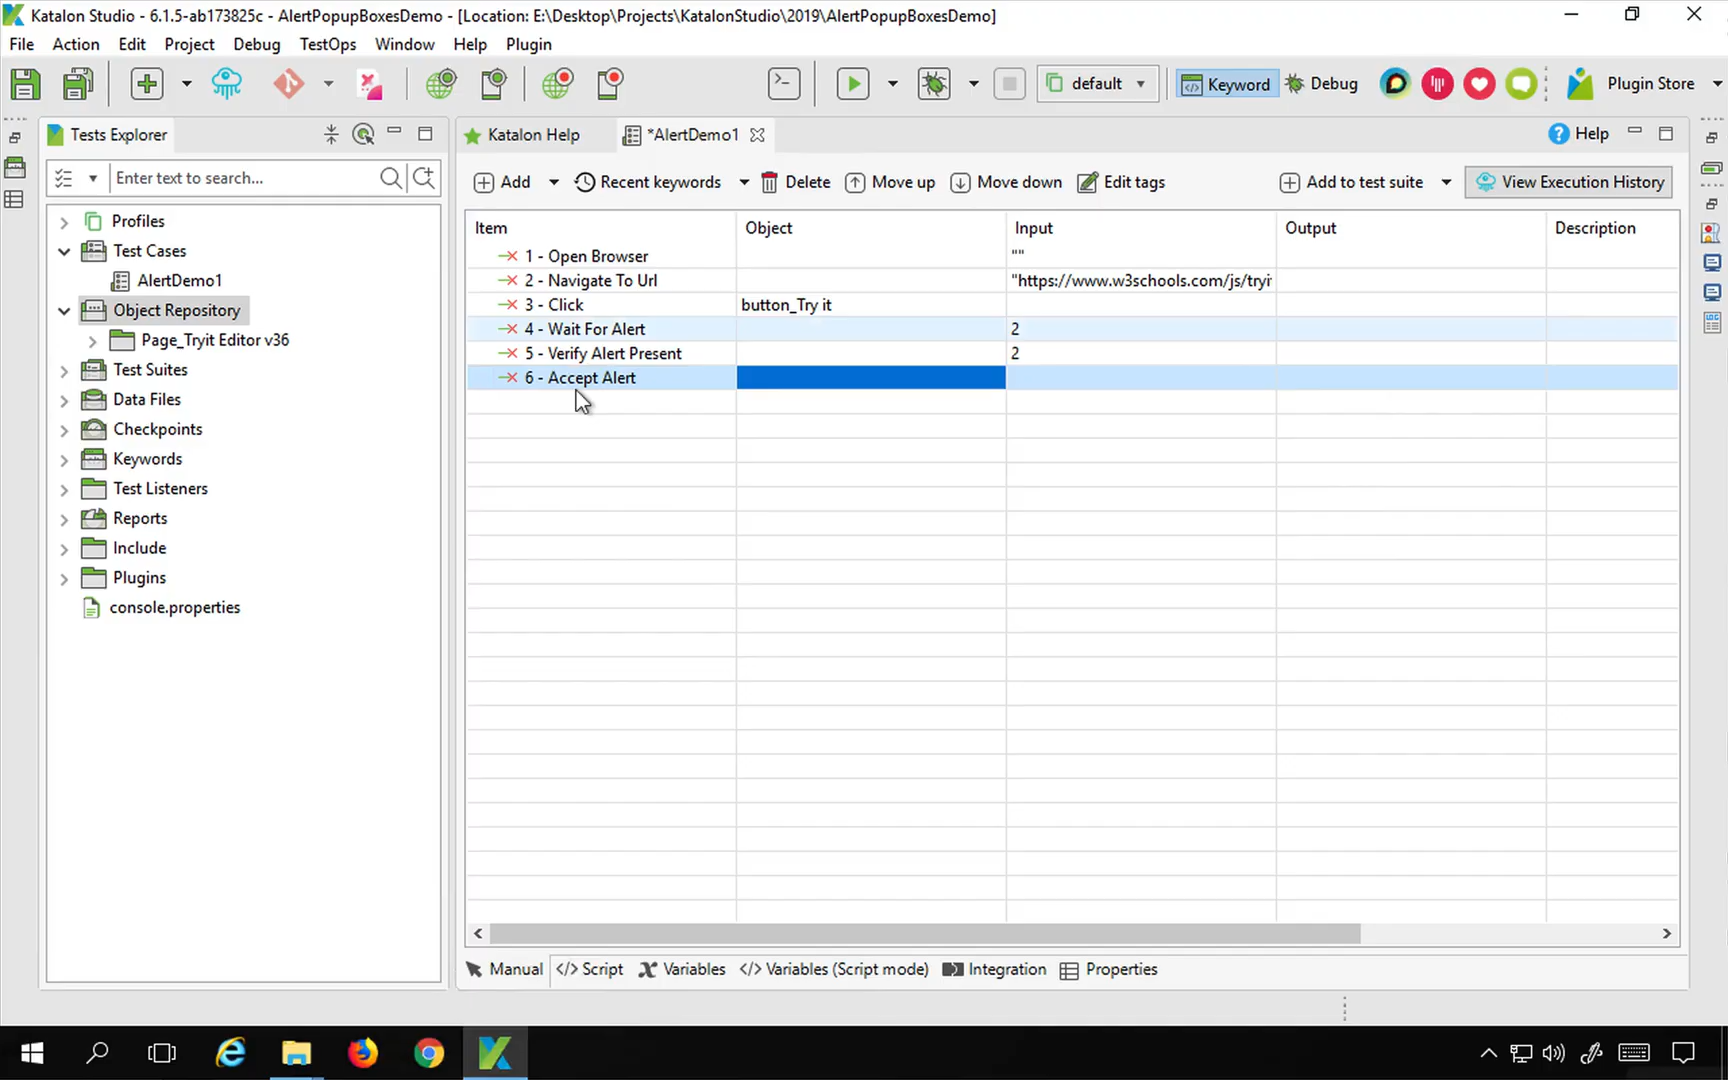 Katalon Studio - 6.1.5-ab173825c - AlertPopupBoxesDemo - [Location: E:\Desktop\Projects\KatalonStudio\2019\AlertPopupBoxesDemo]
File Action Edit Project Debug TestOps Window Help Plugin
default Keyword Debug Plugin Store
Tests Explorer
Katalon Help *AlertDemo1 Help
Enter text to search...
Add Recent keywords Delete Move up Move down Edit tags Add to test suite View Execution History
Profiles
Test Cases
AlertDemo1
Object Repository
Page_Tryit Editor v36
Test Suites
Data Files
Checkpoints
Keywords
Test Listeners
Reports
Include
Plugins
console.properties
Item Object Input Output Description
1 - Open Browser ""
2 - Navigate To Url "https://www.w3schools.com/js/tryi
3 - Click button_Try it
4 - Wait For Alert 2
5 - Verify Alert Present 2
6 - Accept Alert
Manual </> Script Variables </> Variables (Script mode) Integration Properties